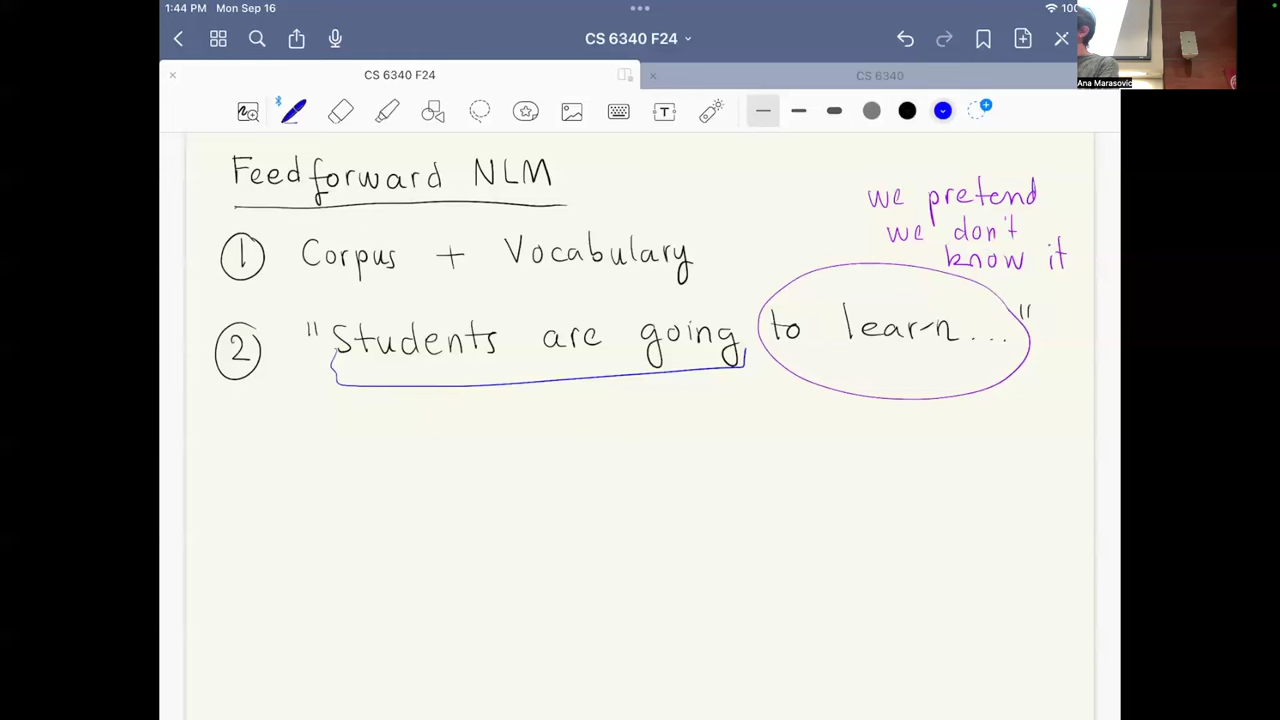 1:44 PM Mon Sep 16
100
CS 6340 F24
CS 6340 F24
CS 6340
Ana Marasovic
Feedforward NLM
① Corpus + Vocabulary
we pretend
we don't
know it
② "Students are going to learn..."